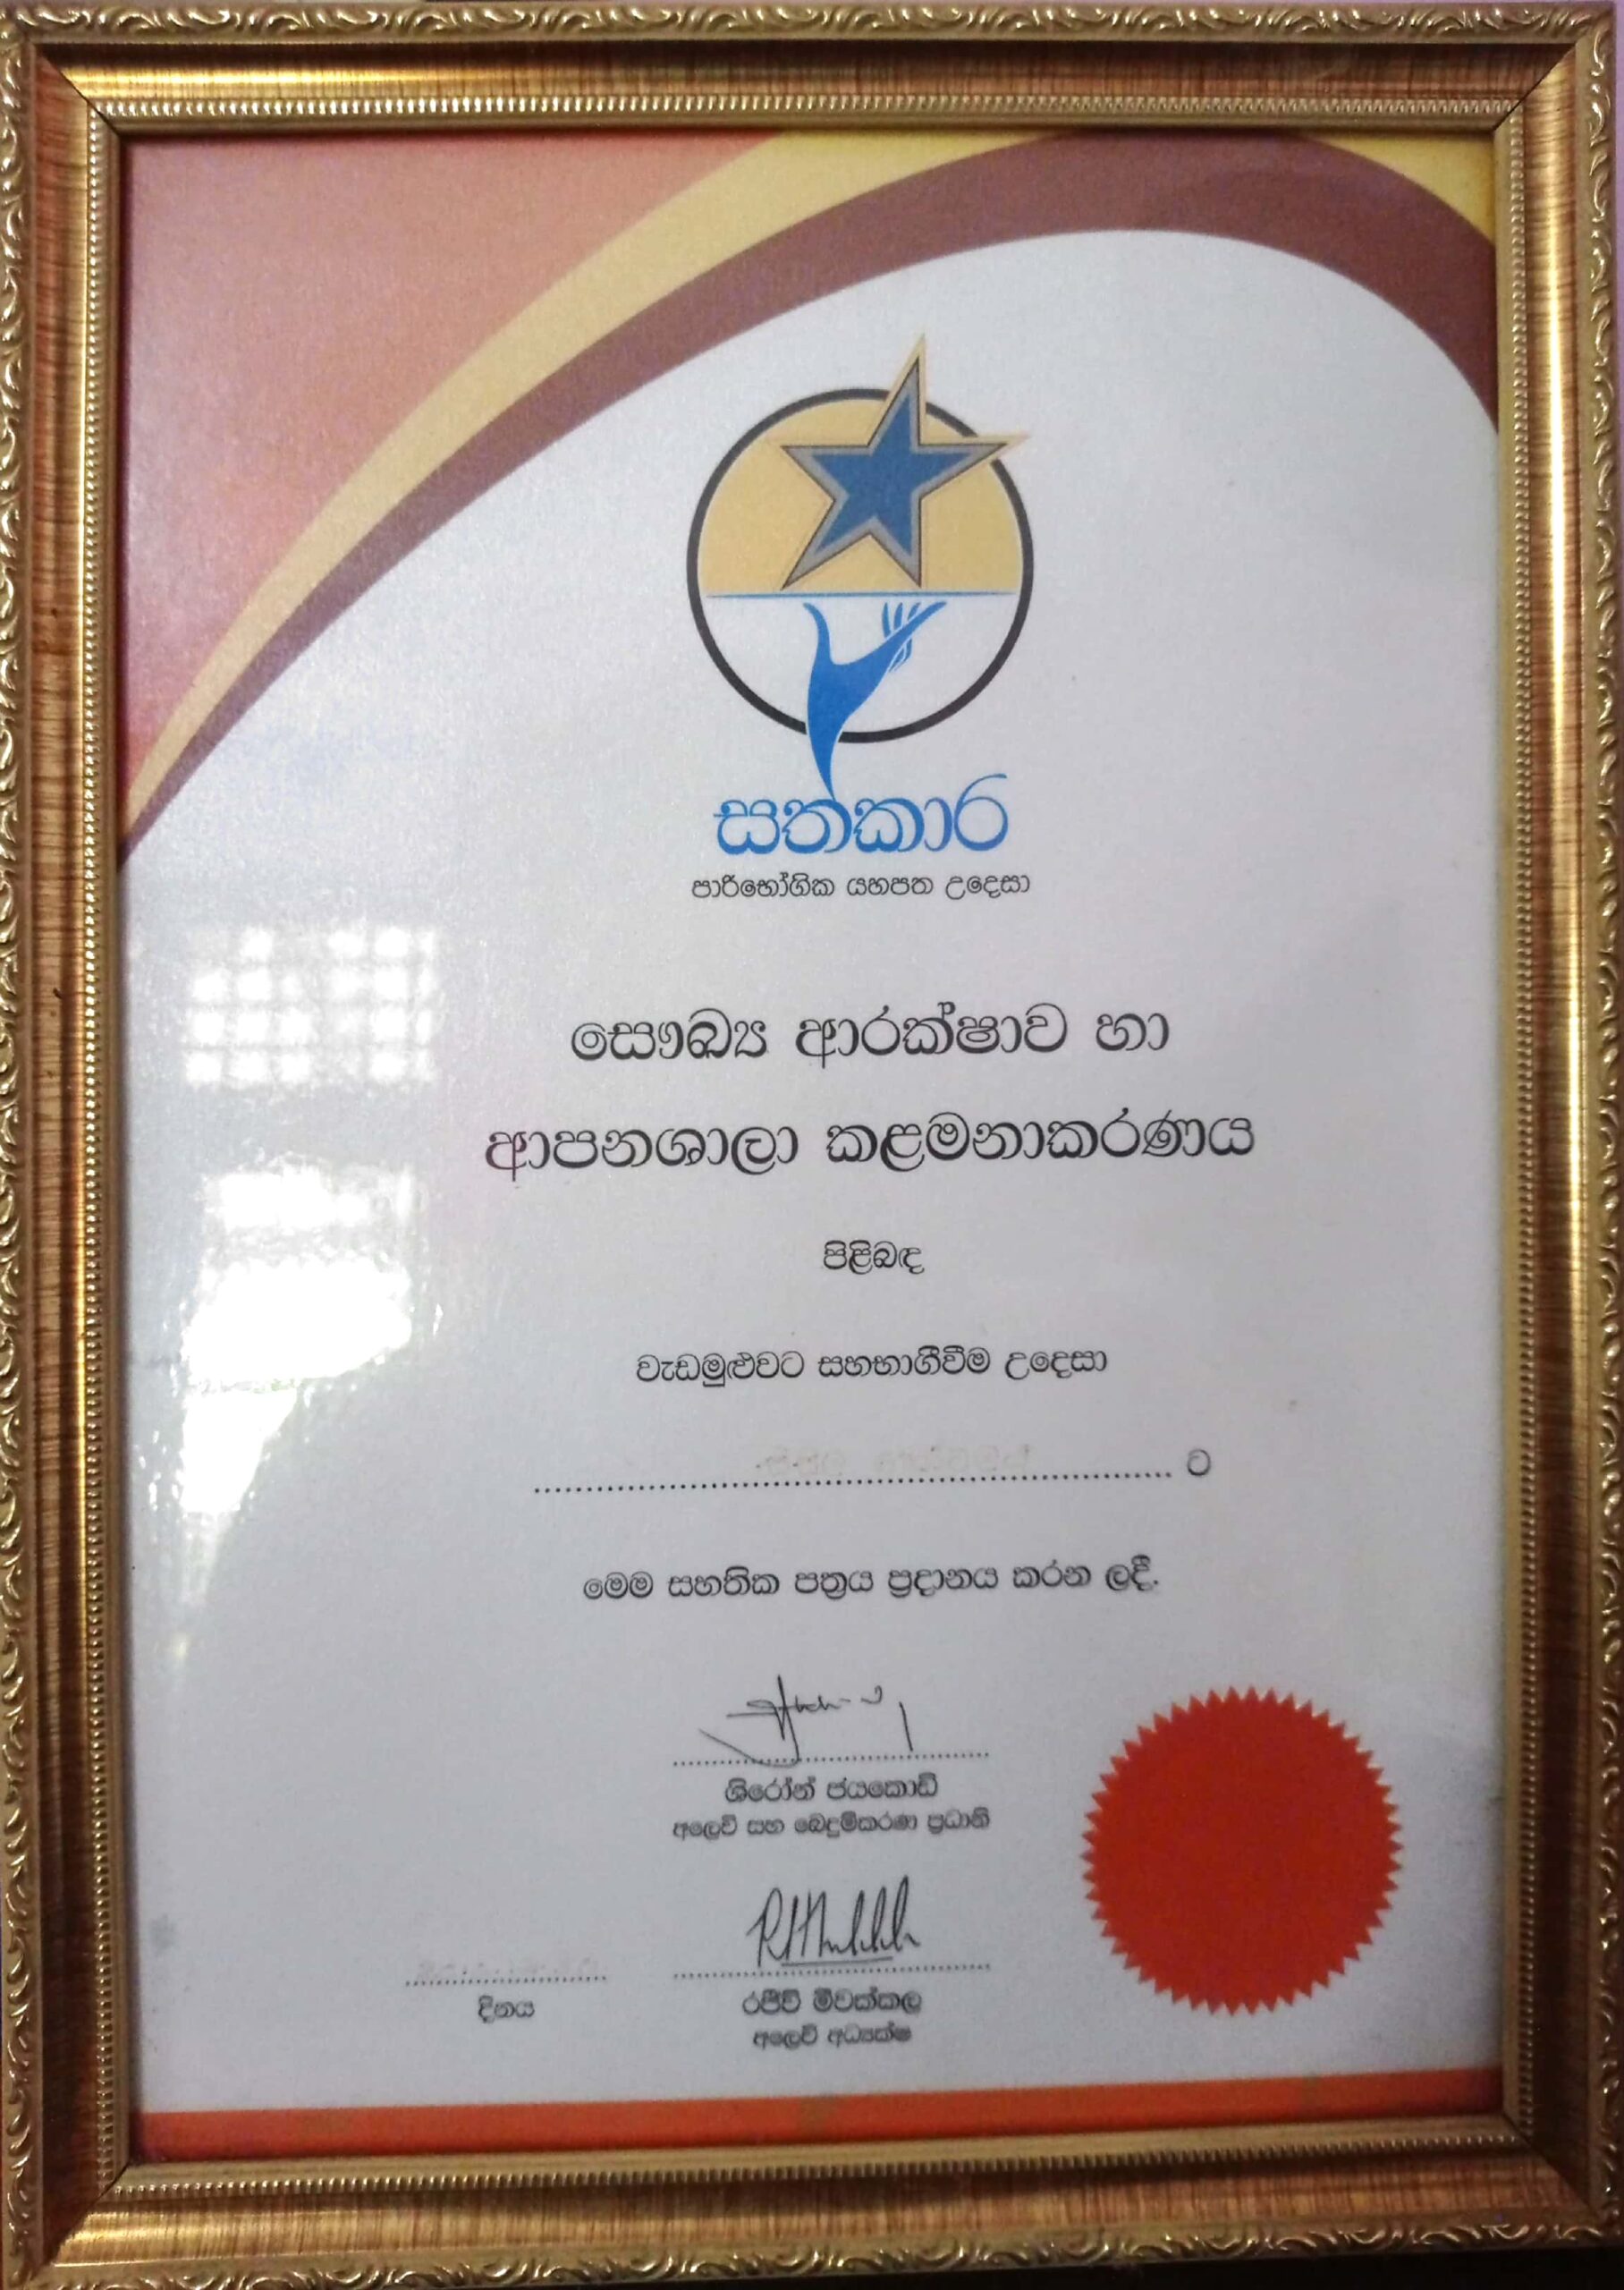 සත්කාර
පාරිභෝගික යහපත උදෙසා
සෞඛ්‍ය ආරක්ෂාව හා
ආපනශාලා කළමනාකරණය
පිළිබඳ
වැඩමුළුවට සහභාගීවීම උදෙසා
........................................................................ ට
මෙම සහතික පත්‍රය ප්‍රදානය කරන ලදී.
ශිරෝන් ජයකොඩි
අලෙවි සහ බෙදුම්කරණ ප්‍රධානි
දිනය
රජීව් මීවක්කල
අලෙවි අධ්‍යක්ෂ